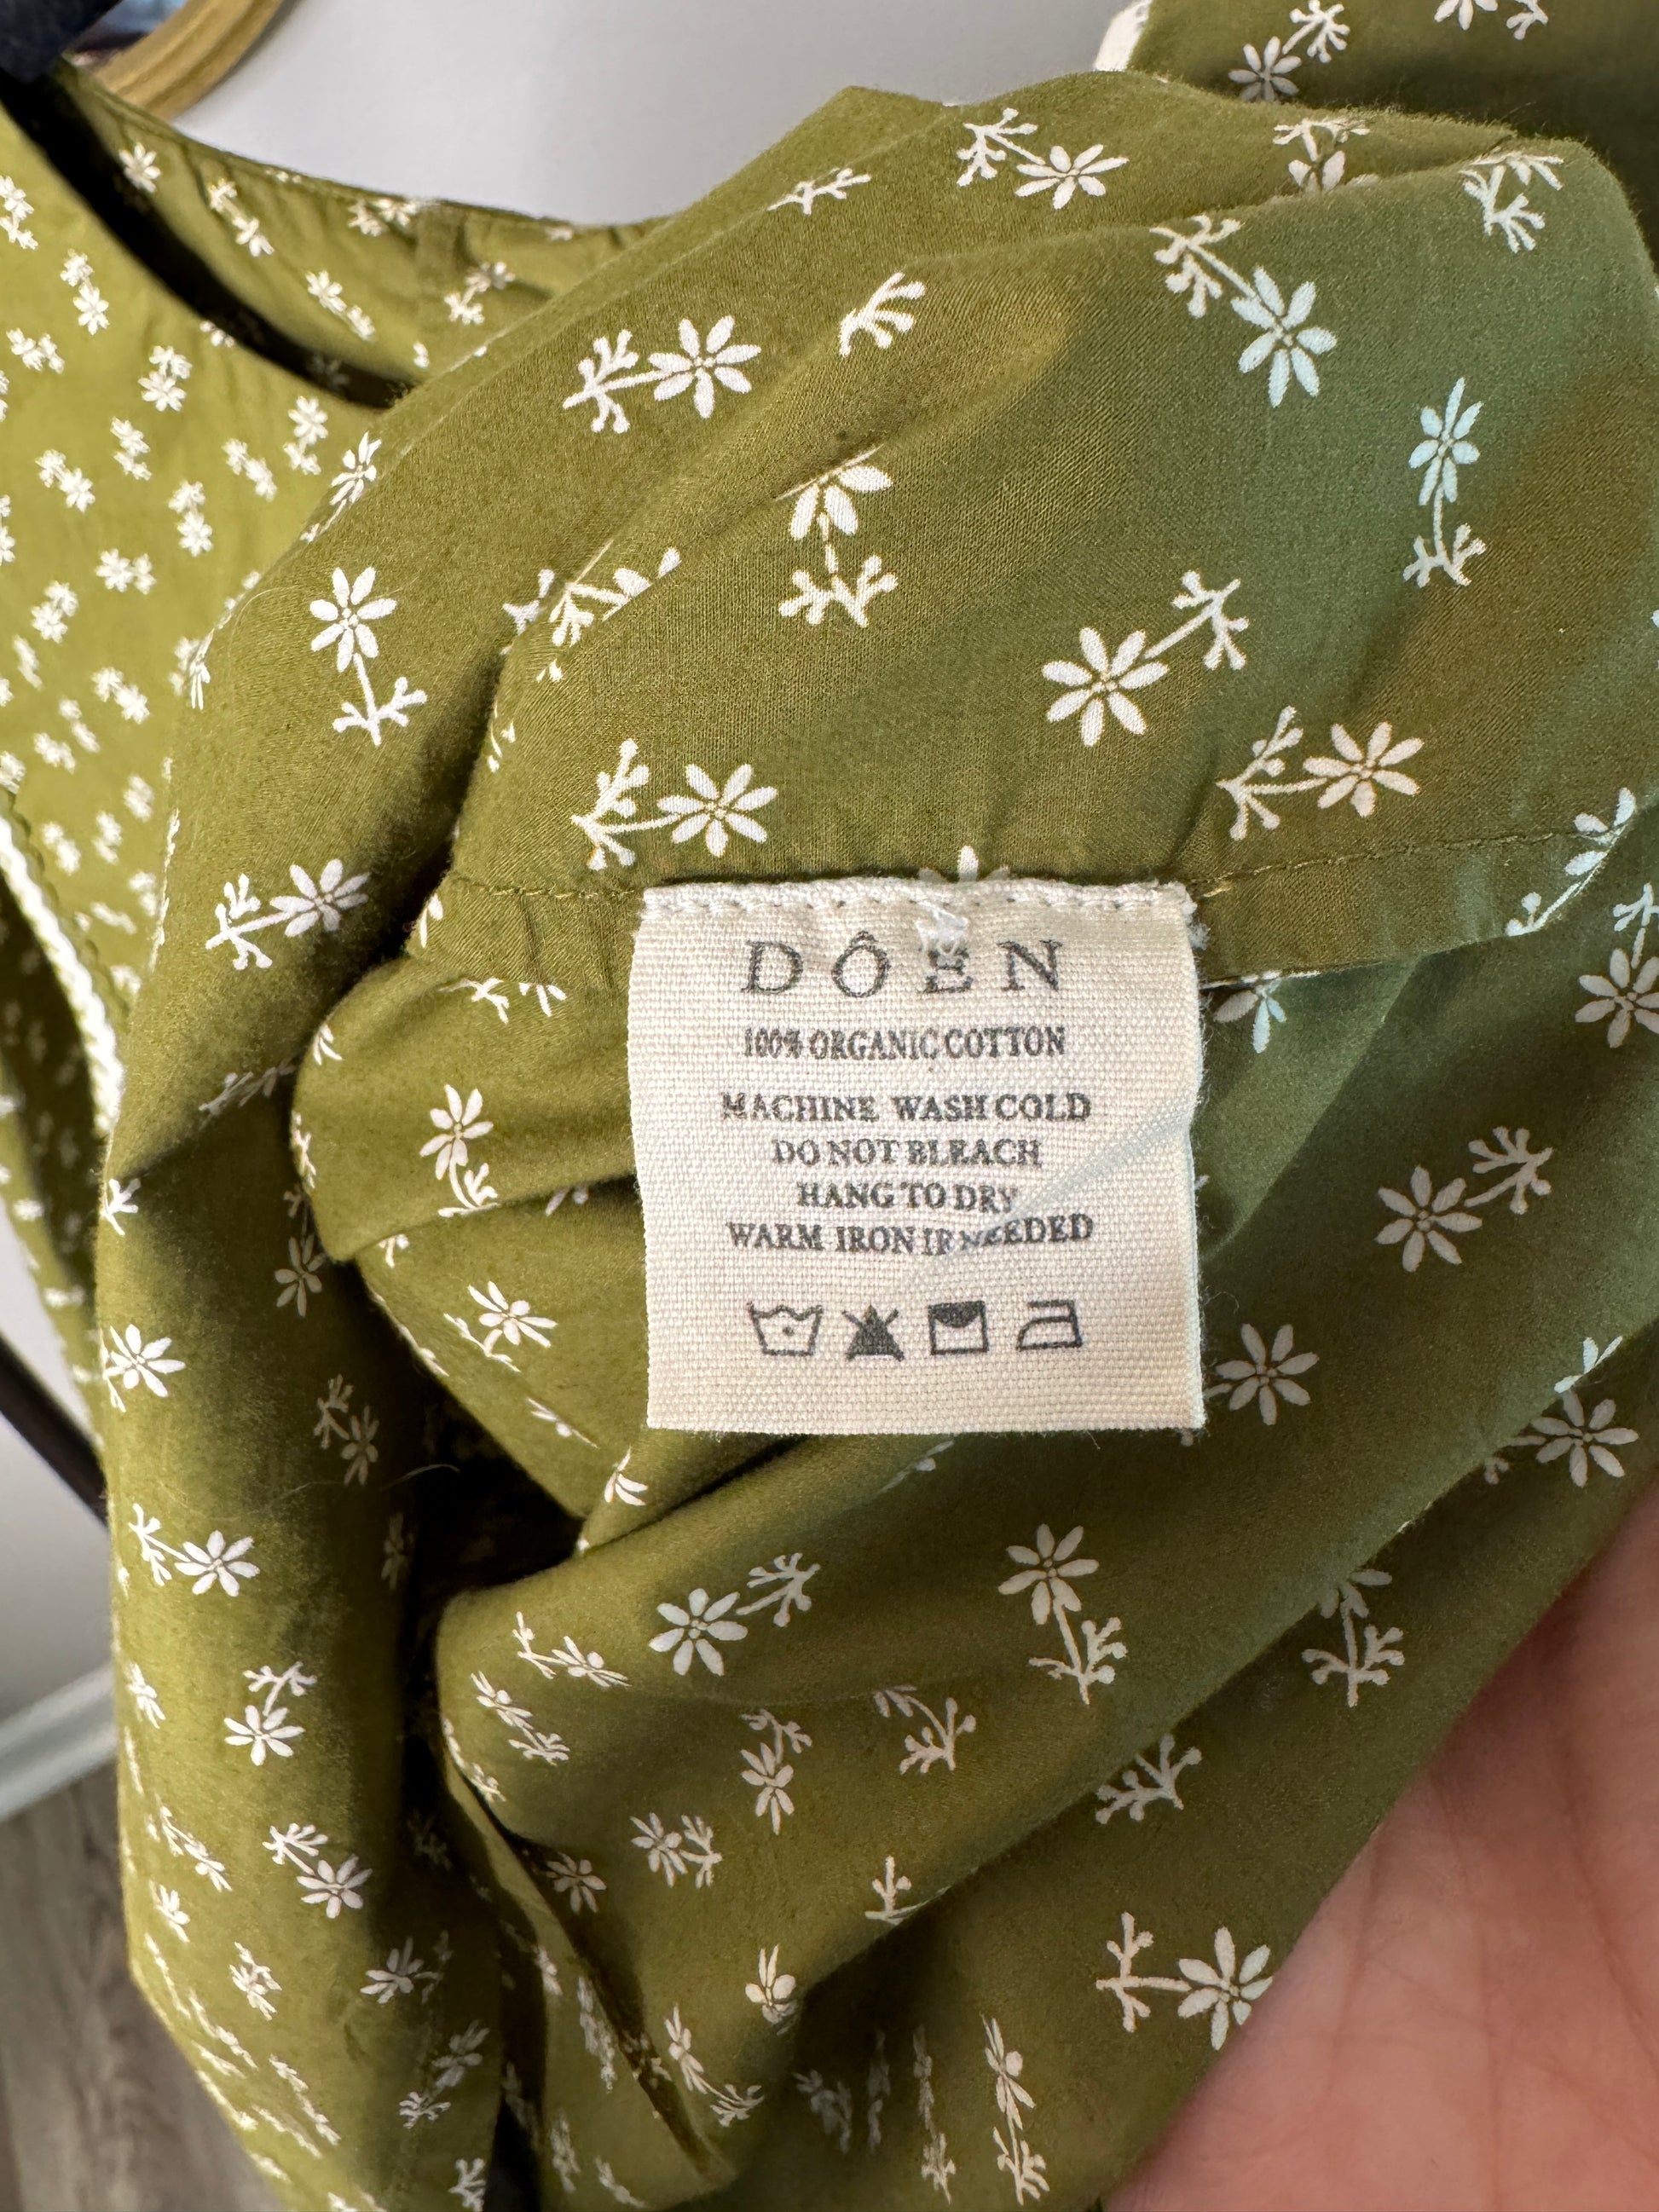 DÔEN
100% ORGANIC COTTON
MACHINE WASH COLD
DO NOT BLEACH
HANG TO DRY
WARM IRON IF NEEDED